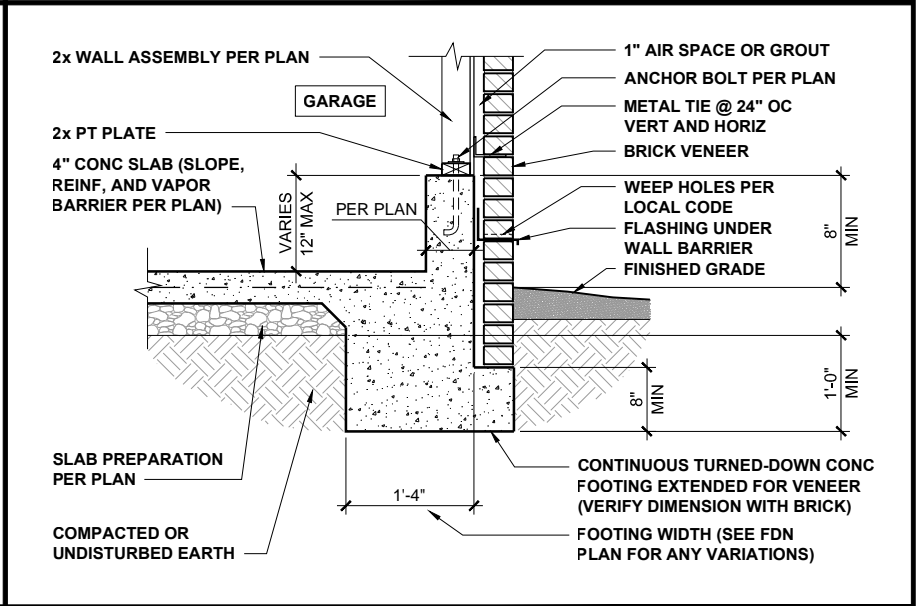 2x WALL ASSEMBLY PER PLAN
GARAGE
2x PT PLATE
4" CONC SLAB (SLOPE,
REINF, AND VAPOR
BARRIER PER PLAN)
VARIES
12" MAX
PER PLAN
1" AIR SPACE OR GROUT
ANCHOR BOLT PER PLAN
METAL TIE @ 24" OC
VERT AND HORIZ
BRICK VENEER
WEEP HOLES PER
LOCAL CODE
FLASHING UNDER
WALL BARRIER
FINISHED GRADE
8"
MIN
1'-0"
MIN
8"
MIN
SLAB PREPARATION
PER PLAN
COMPACTED OR
UNDISTURBED EARTH
1'-4"
CONTINUOUS TURNED-DOWN CONC
FOOTING EXTENDED FOR VENEER
(VERIFY DIMENSION WITH BRICK)
FOOTING WIDTH (SEE FDN
PLAN FOR ANY VARIATIONS)